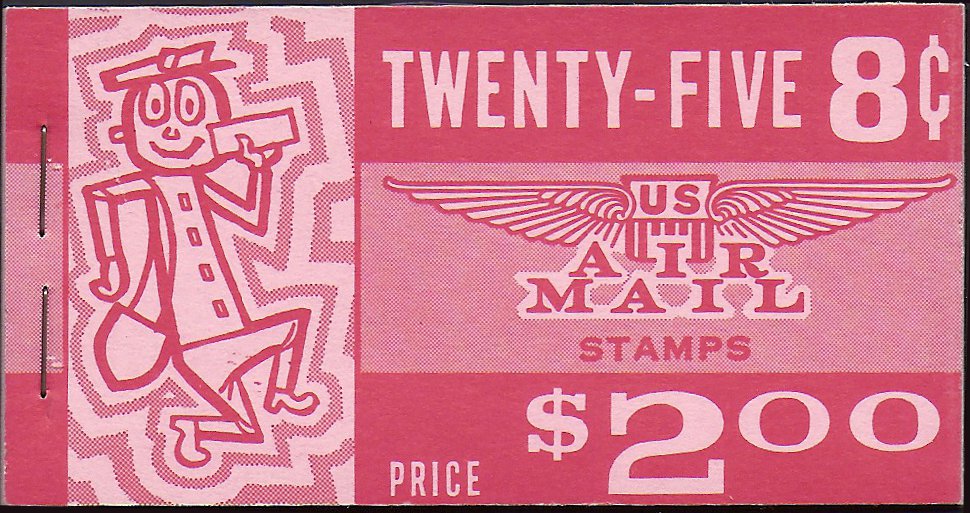 TWENTY-FIVE 8¢
US
AIR
MAIL
STAMPS
PRICE $2.00